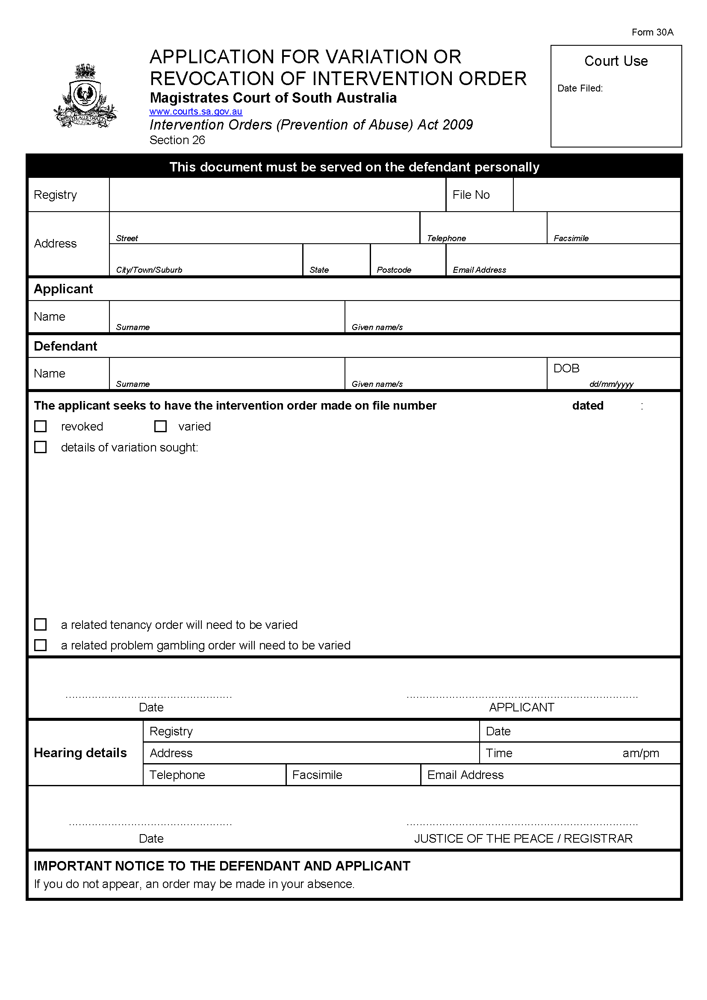 Form 30A
APPLICATION FOR VARIATION OR
REVOCATION OF INTERVENTION ORDER
Magistrates Court of South Australia
www.courts.sa.gov.au
Intervention Orders (Prevention of Abuse) Act 2009
Section 26
Court Use
Date Filed:
SOUTH AUSTRALIA
This document must be served on the defendant personally
Registry File No
Address
Street Telephone Facsimile
City/Town/Suburb State Postcode Email Address
Applicant
Name
Surname Given name/s
Defendant
Name DOB
Surname Given name/s dd/mm/yyyy
The applicant seeks to have the intervention order made on file number dated :
revoked varied
details of variation sought:
a related tenancy order will need to be varied
a related problem gambling order will need to be varied
Date APPLICANT
Hearing details
Registry Date
Address Time am/pm
Telephone Facsimile Email Address
Date JUSTICE OF THE PEACE / REGISTRAR
IMPORTANT NOTICE TO THE DEFENDANT AND APPLICANT
If you do not appear, an order may be made in your absence.